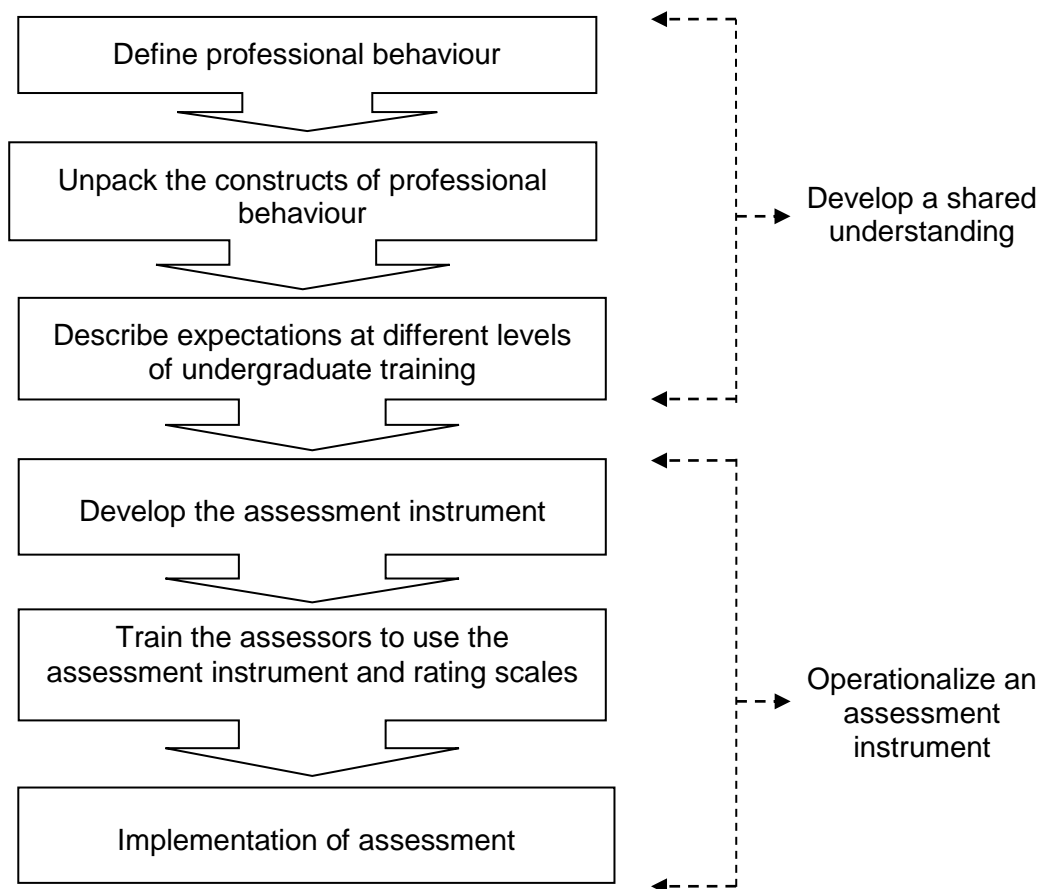 Define professional behaviour
Unpack the constructs of professional
behaviour
Develop a shared
understanding
Describe expectations at different levels
of undergraduate training
Develop the assessment instrument
Train the assessors to use the
assessment instrument and rating scales
Operationalize an
assessment
instrument
Implementation of assessment